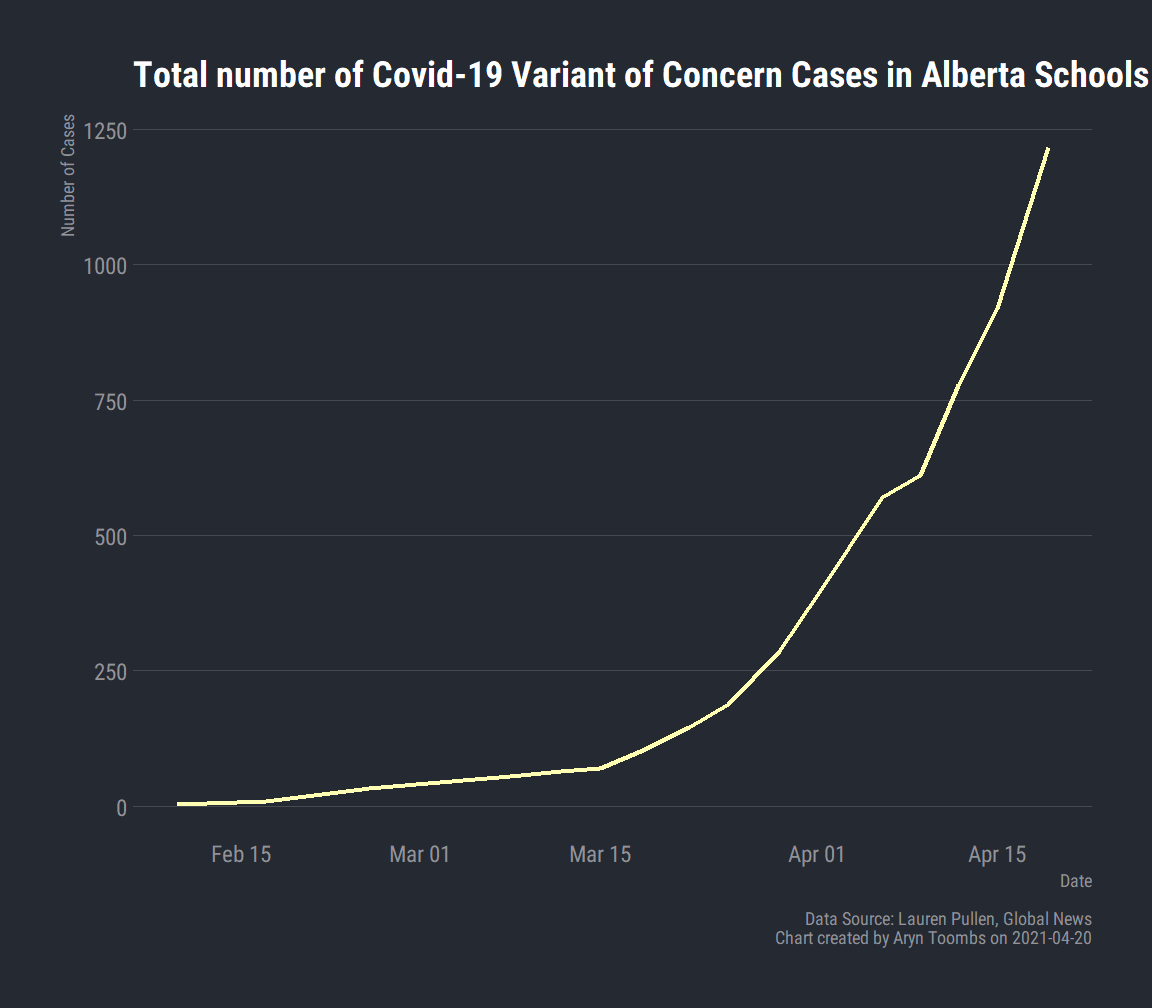 Total number of Covid-19 Variant of Concern Cases in Alberta Schools
Number of Cases
1250
1000
750
500
250
0
Feb 15
Mar 01
Mar 15
Apr 01
Apr 15
Date
Data Source: Lauren Pullen, Global News
Chart created by Aryn Toombs on 2021-04-20